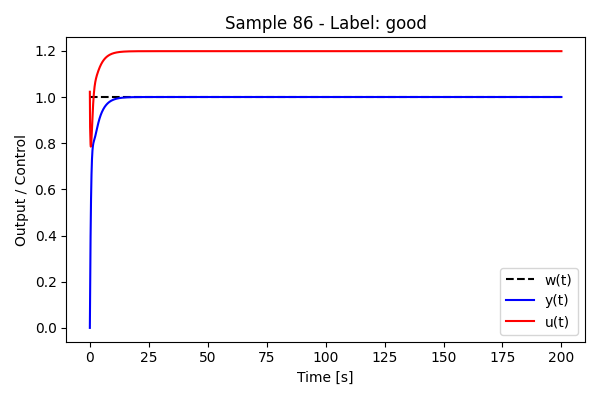 Sample 86 - Label: good
Output / Control
1.2
1.0
0.8
0.6
0.4
0.2
0.0
w(t)
y(t)
u(t)
0 25 50 75 100 125 150 175 200
Time [s]